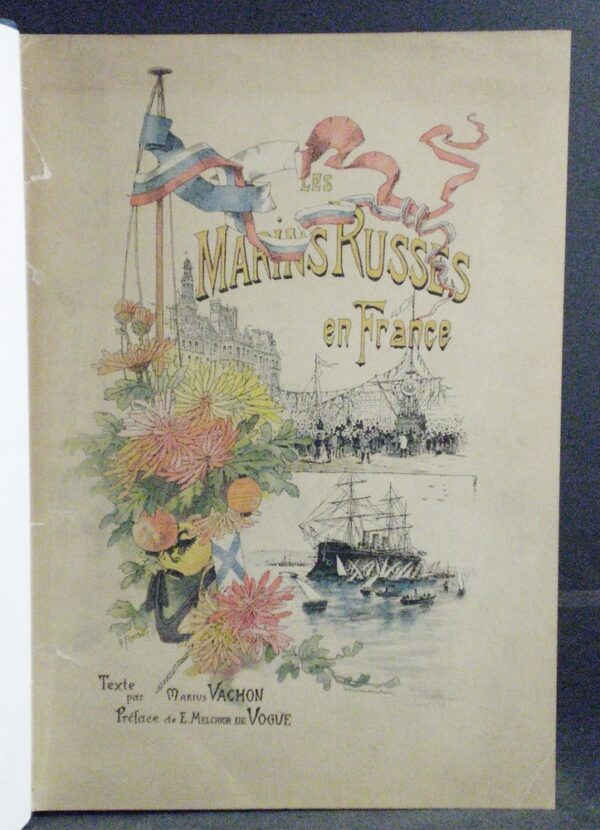 LES
MARINS RUSSES
en France
Texte
par MARIUS VACHON
Préface de E. MELCHIOR DE VOGUE